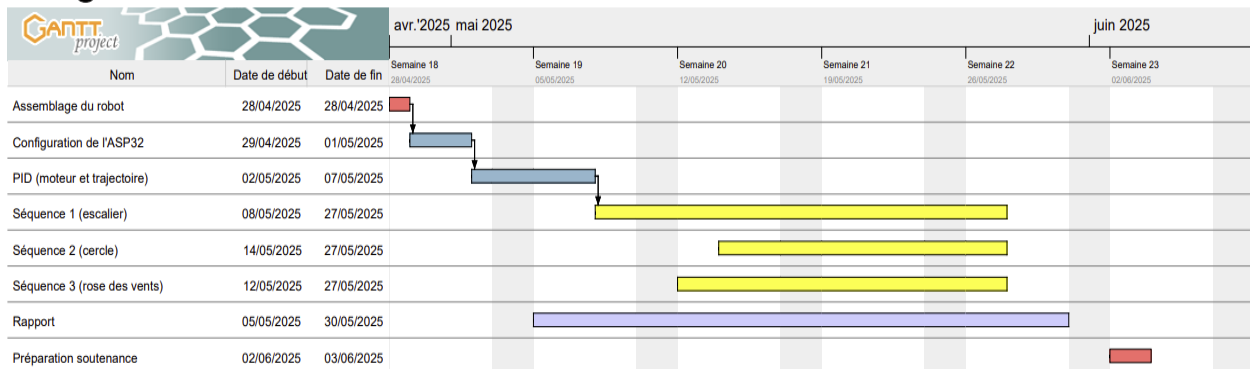 GANTT project
avr.'2025 mai 2025 juin 2025
Nom Date de début Date de fin
Semaine 18 Semaine 19 Semaine 20 Semaine 21 Semaine 22 Semaine 23
28/04/2025 05/05/2025 12/05/2025 19/05/2025 26/05/2025 02/06/2025
Assemblage du robot 28/04/2025 28/04/2025
Configuration de l'ASP32 29/04/2025 01/05/2025
PID (moteur et trajectoire) 02/05/2025 07/05/2025
Séquence 1 (escalier) 08/05/2025 27/05/2025
Séquence 2 (cercle) 14/05/2025 27/05/2025
Séquence 3 (rose des vents) 12/05/2025 27/05/2025
Rapport 05/05/2025 30/05/2025
Préparation soutenance 02/06/2025 03/06/2025